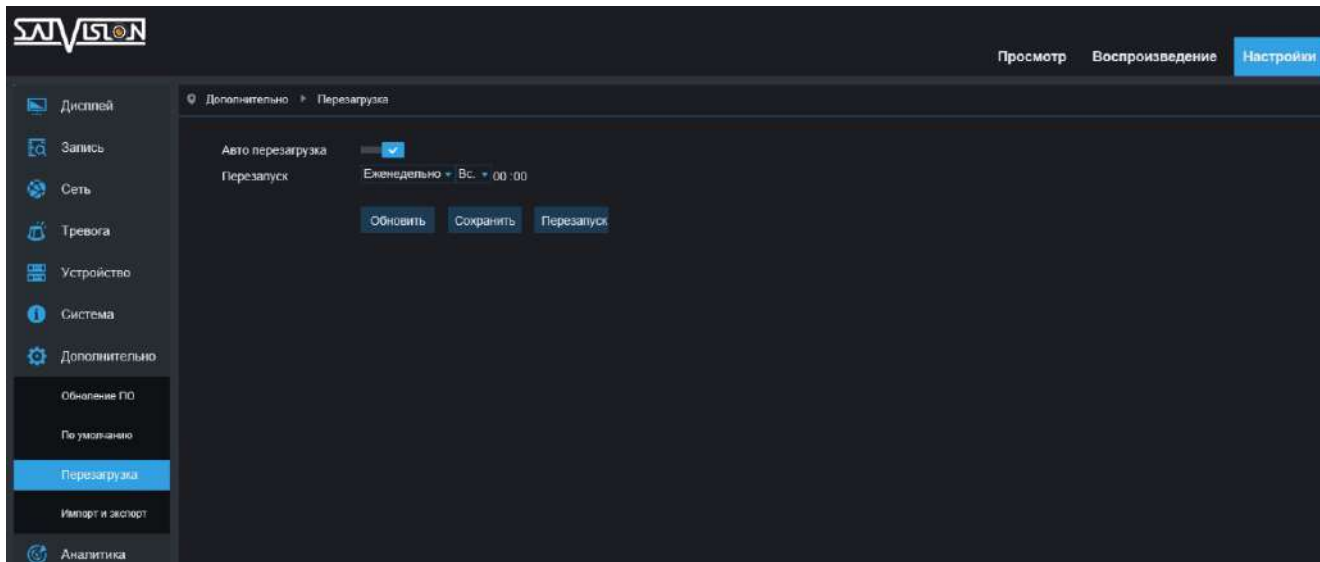 SATVISION
Просмотр Воспроизведение Настройки
Дополнительно Перезагрузка
Дисплей
Запись
Сеть
Тревога
Устройство
Система
Дополнительно
Обновление ПО
По умолчанию
Перезагрузка
Импорт и экспорт
Аналитика
Авто перезагрузка
Перезапуск Еженедельно Вс. 00 :00
Обновить Сохранить Перезапуск